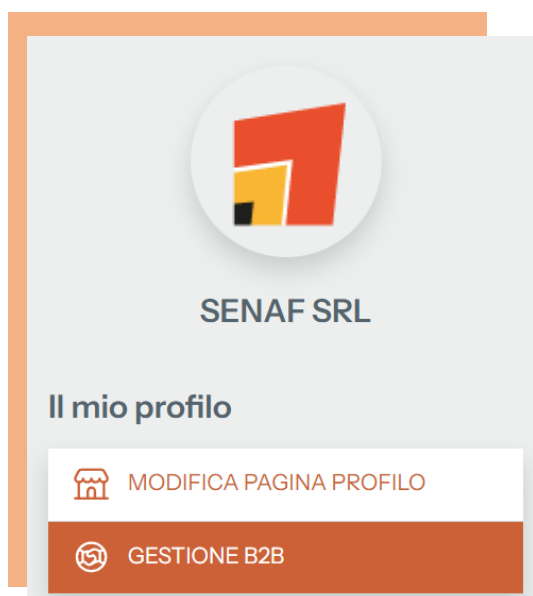 SENAF SRL
Il mio profilo
MODIFICA PAGINA PROFILO
GESTIONE B2B